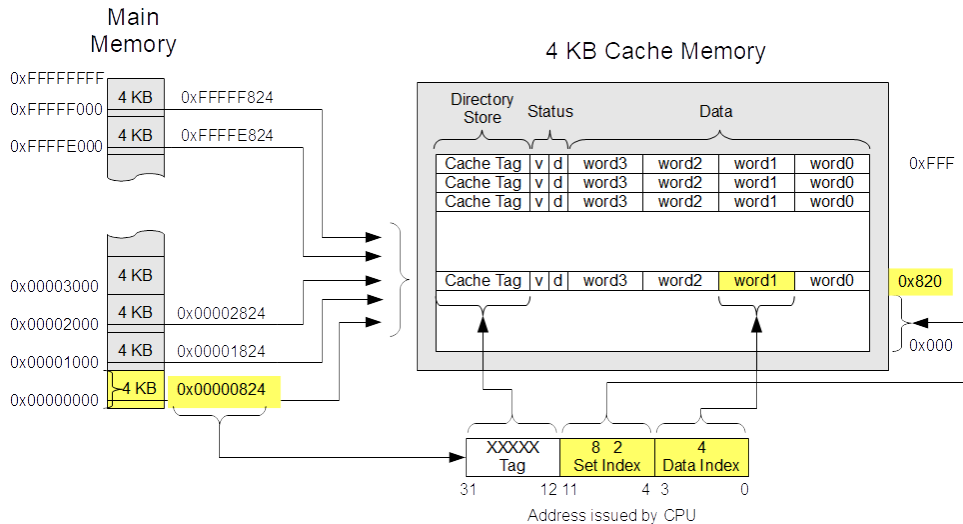 Main
Memory
4 KB Cache Memory
0xFFFFFFFF
4 KB 0xFFFFF824
0xFFFFF000
4 KB 0xFFFFE824
0xFFFFE000
Directory
Store
Status
Data
Cache Tag v d word3 word2 word1 word0 0xFFF
Cache Tag v d word3 word2 word1 word0
Cache Tag v d word3 word2 word1 word0
4 KB
0x00003000
Cache Tag v d word3 word2 word1 word0 0x820
4 KB 0x00002824
0x00002000
4 KB 0x00001824
0x00001000
0x000
4 KB 0x00000824
0x00000000
XXXXX 8 2 4
Tag Set Index Data Index
31 12 11 4 3 0
Address issued by CPU